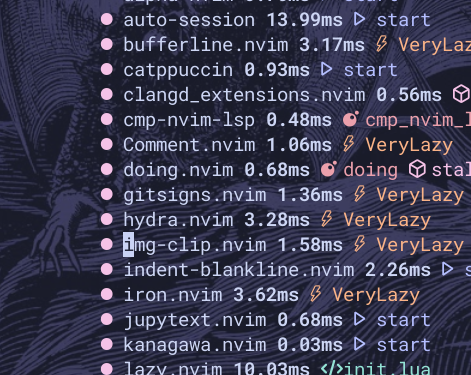 auto-session 13.99ms start
bufferline.nvim 3.17ms VeryLaz
catppuccin 0.93ms start
clangd_extensions.nvim 0.56ms
cmp-nvim-lsp 0.48ms cmp_nvim_l
Comment.nvim 1.06ms VeryLazy
doing.nvim 0.68ms doing stal
gitsigns.nvim 1.36ms VeryLazy
hydra.nvim 3.28ms VeryLazy
img-clip.nvim 1.58ms VeryLazy
indent-blankline.nvim 2.26ms s
iron.nvim 3.62ms VeryLazy
jupytext.nvim 0.68ms start
kanagawa.nvim 0.03ms start
lazy.nvim 10.03ms init.lua